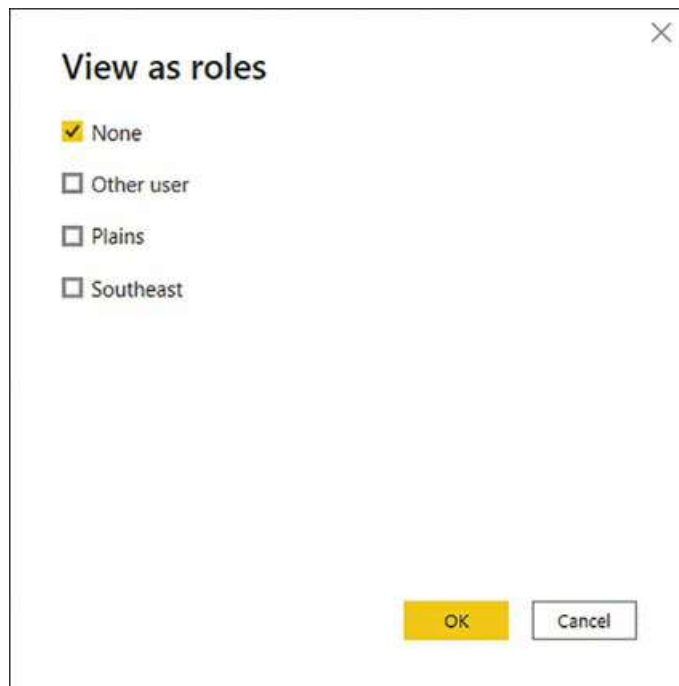 View as roles
None
Other user
Plains
Southeast
OK
Cancel